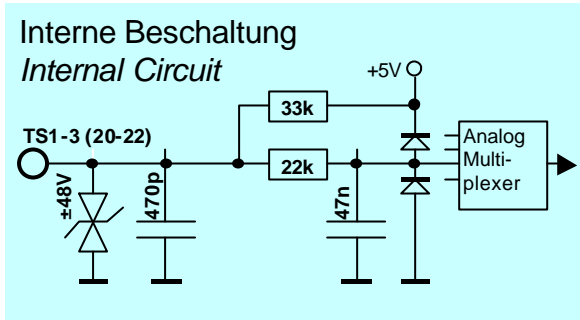 Interne Beschaltung
Internal Circuit
+5V
33k
TS1-3 (20-22)
22k
±48V
470p
47n
Analog
Multi-
plexer